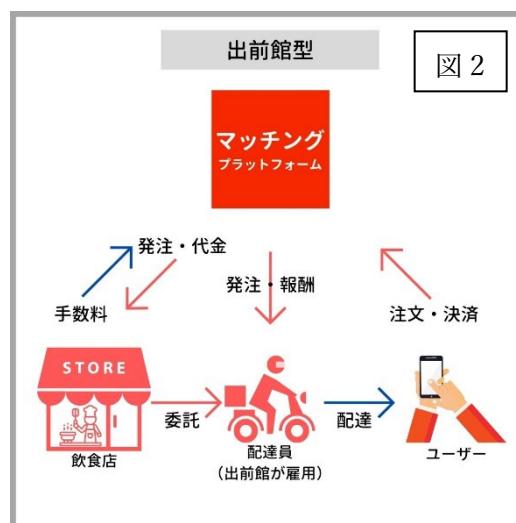 出前館型
図2
マッチング
プラットフォーム
発注・代金
発注・報酬
手数料
注文・決済
STORE
委託
配達
飲食店
配達員
(出前館が雇用)
ユーザー